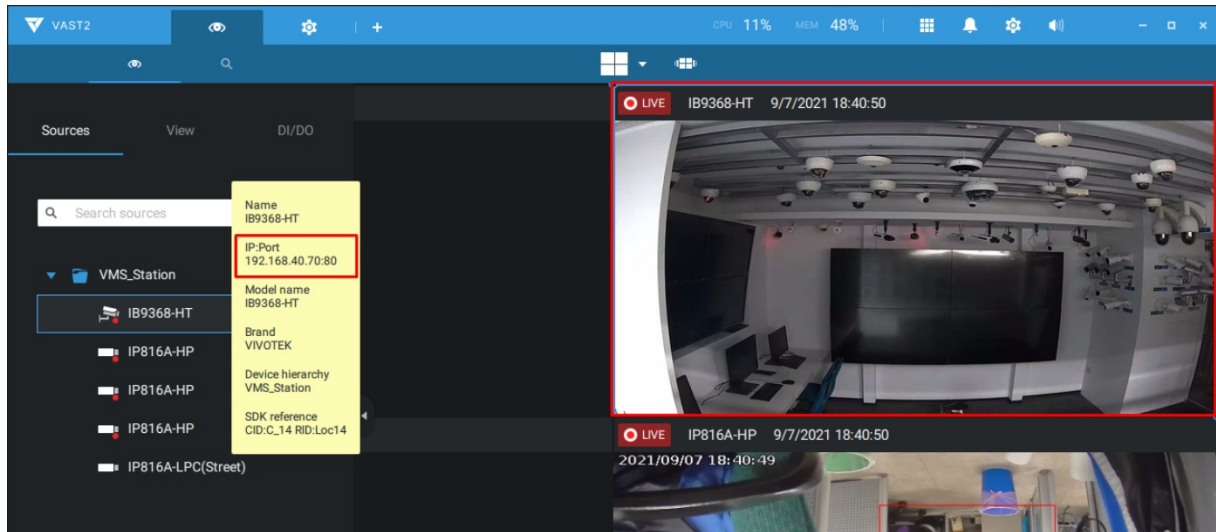 VAST2
CPU 11% MEM 48%
LIVE IB9368-HT 9/7/2021 18:40:50
Sources View DI/DO
Search sources
Name
IB9368-HT
IP:Port
192.168.40.70:80
Model name
IB9368-HT
Brand
VIVOTEK
Device hierarchy
VMS_Station
SDK reference
CID:C_14 RID:Loc14
VMS_Station
IB9368-HT
IP816A-HP
IP816A-HP
IP816A-HP
IP816A-LPC(Street)
LIVE IP816A-HP 9/7/2021 18:40:50
2021/09/07 18:40:49